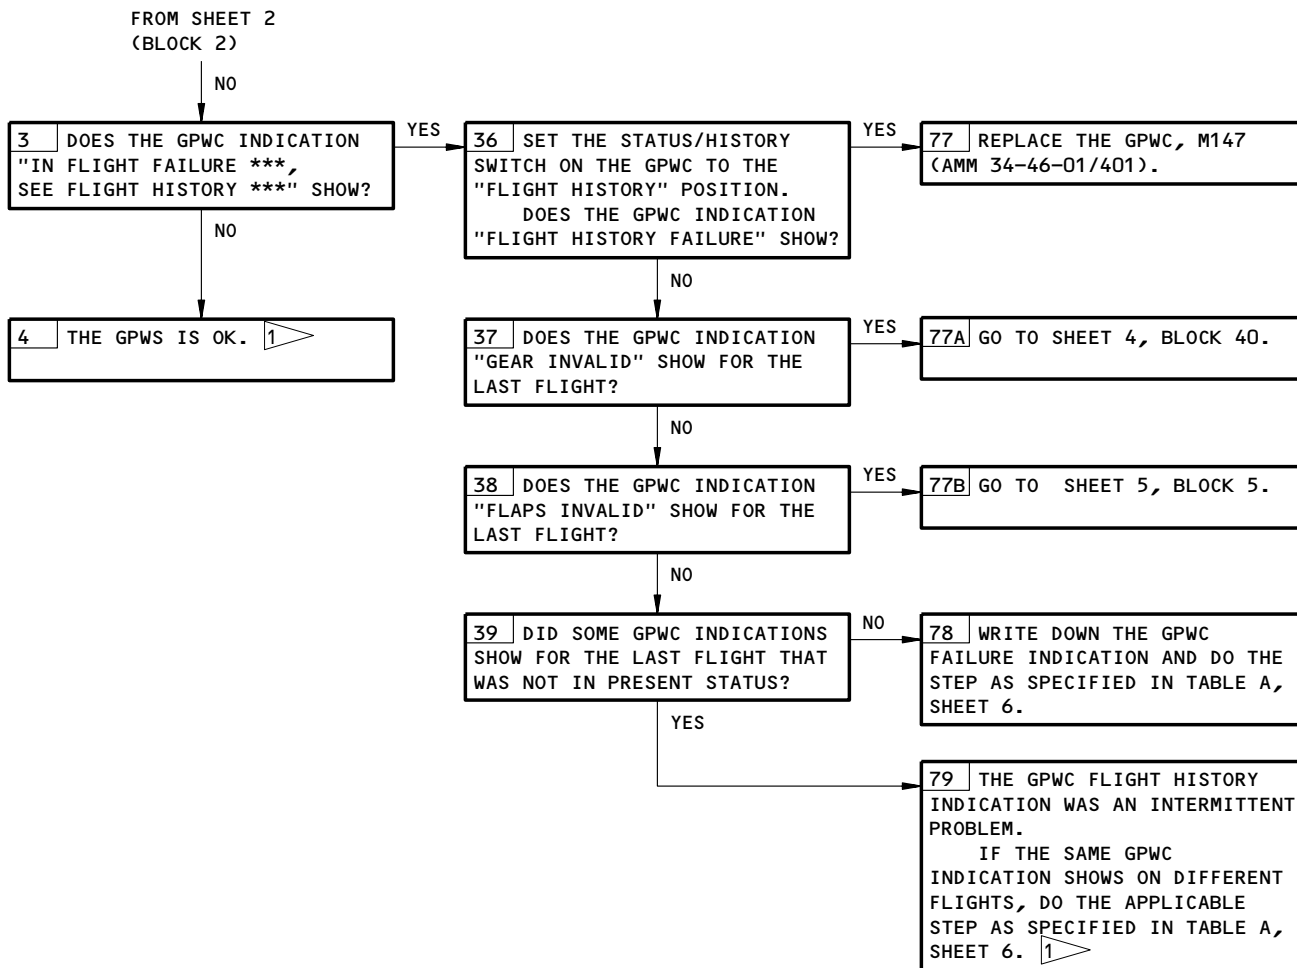 FROM SHEET 2
(BLOCK 2)
NO
3 DOES THE GPWC INDICATION
"IN FLIGHT FAILURE ***,
SEE FLIGHT HISTORY ***" SHOW?
YES
NO
4 THE GPWS IS OK. 1
36 SET THE STATUS/HISTORY
SWITCH ON THE GPWC TO THE
"FLIGHT HISTORY" POSITION.
DOES THE GPWC INDICATION
"FLIGHT HISTORY FAILURE" SHOW?
YES
77 REPLACE THE GPWC, M147
(AMM 34-46-01/401).
NO
37 DOES THE GPWC INDICATION
"GEAR INVALID" SHOW FOR THE
LAST FLIGHT?
YES
77A GO TO SHEET 4, BLOCK 40.
NO
38 DOES THE GPWC INDICATION
"FLAPS INVALID" SHOW FOR THE
LAST FLIGHT?
YES
77B GO TO SHEET 5, BLOCK 5.
NO
39 DID SOME GPWC INDICATIONS
SHOW FOR THE LAST FLIGHT THAT
WAS NOT IN PRESENT STATUS?
NO
78 WRITE DOWN THE GPWC
FAILURE INDICATION AND DO THE
STEP AS SPECIFIED IN TABLE A,
SHEET 6.
YES
79 THE GPWC FLIGHT HISTORY
INDICATION WAS AN INTERMITTENT
PROBLEM.
IF THE SAME GPWC
INDICATION SHOWS ON DIFFERENT
FLIGHTS, DO THE APPLICABLE
STEP AS SPECIFIED IN TABLE A,
SHEET 6. 1